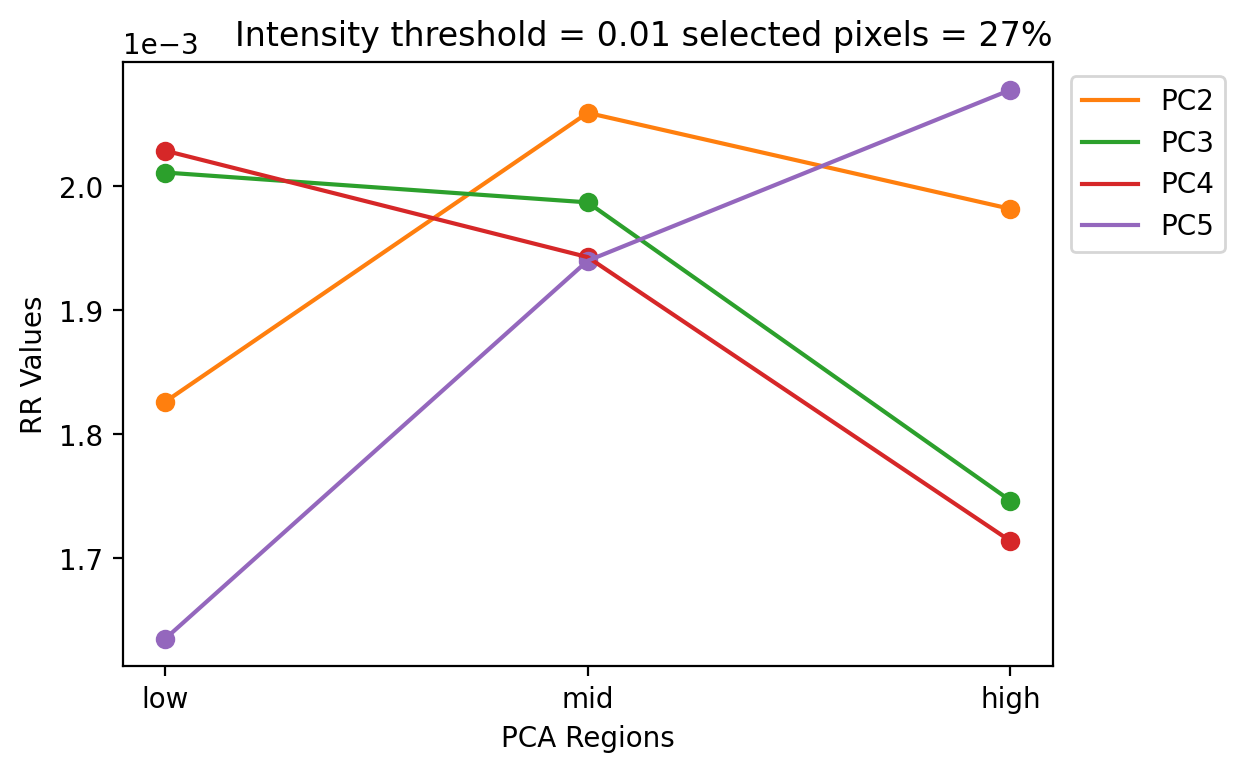 Intensity threshold = 0.01 selected pixels = 27%
1e−3
2.0
1.9
1.8
1.7
RR Values
low
mid
high
PCA Regions
PC2
PC3
PC4
PC5